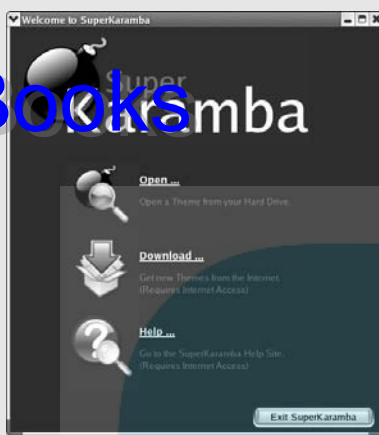 Welcome to SuperKaramba
Super
Books
Karamba
Open ...
Open a Theme from your Hard Drive.
Download ...
Get new Themes from the Internet.
(Requires Internet Access)
Help ...
Go to the SuperKaramba Help Site.
(Requires Internet Access)
Exit SuperKaramba